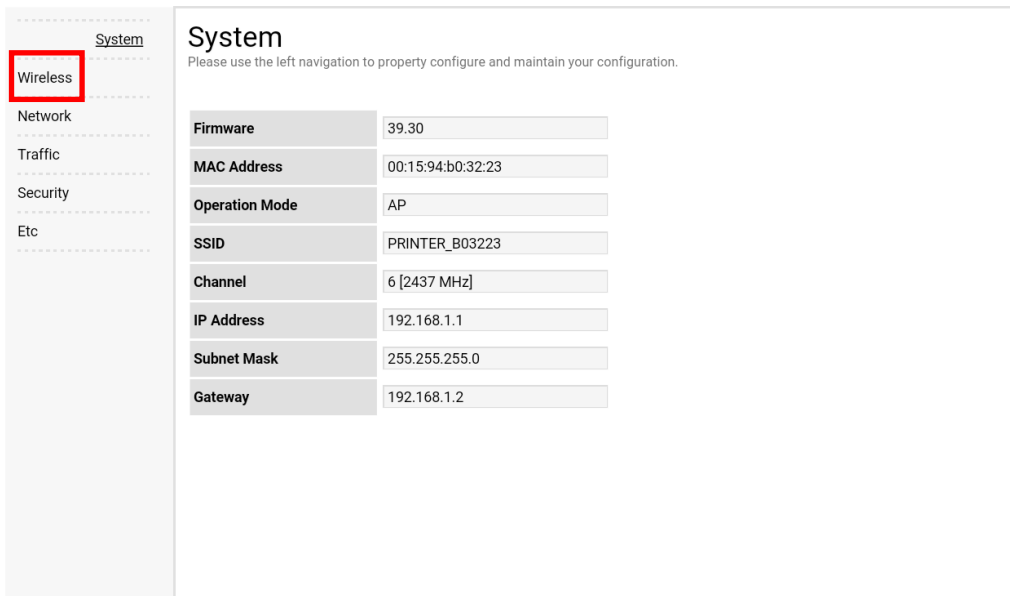 System
Wireless
Network
Traffic
Security
Etc
System
Please use the left navigation to property configure and maintain your configuration.
Firmware 39.30
MAC Address 00:15:94:b0:32:23
Operation Mode AP
SSID PRINTER_B03223
Channel 6 [2437 MHz]
IP Address 192.168.1.1
Subnet Mask 255.255.255.0
Gateway 192.168.1.2